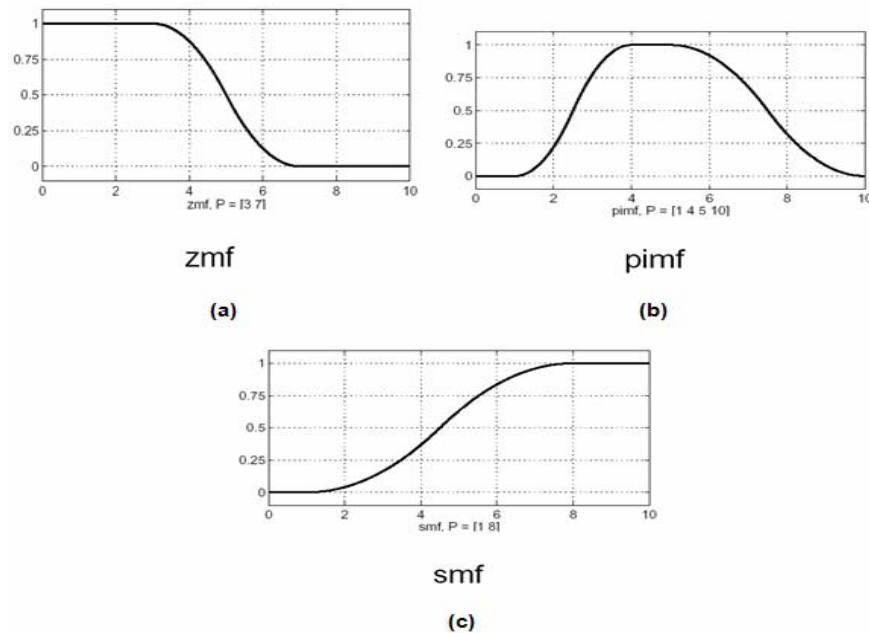 1
0.75
0.5
0.25
0
0 2 4 6 8 10
zmf, P = [3 7]
zmf
(a)
1
0.75
0.5
0.25
0
0 2 4 6 8 10
pimf, P = [1 4 5 10]
pimf
(b)
1
0.75
0.5
0.25
0
0 2 4 6 8 10
smf, P = [1 8]
smf
(c)